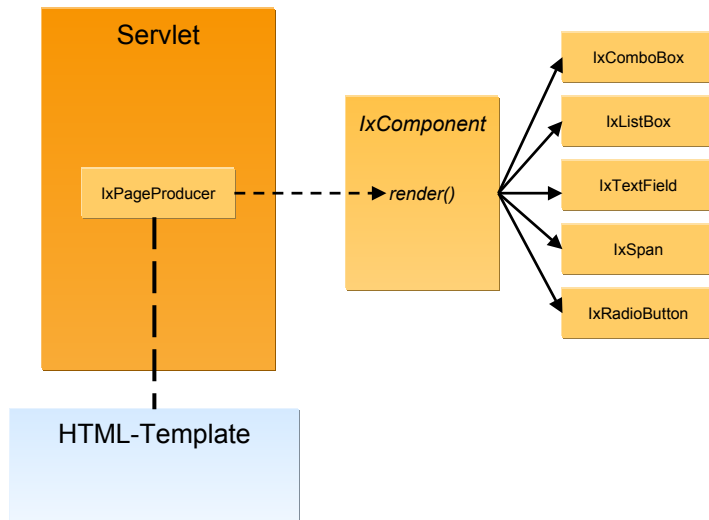 Servlet
IxPageProducer
HTML-Template
IxComponent
render()
IxComboBox
IxListBox
IxTextField
IxSpan
IxRadioButton